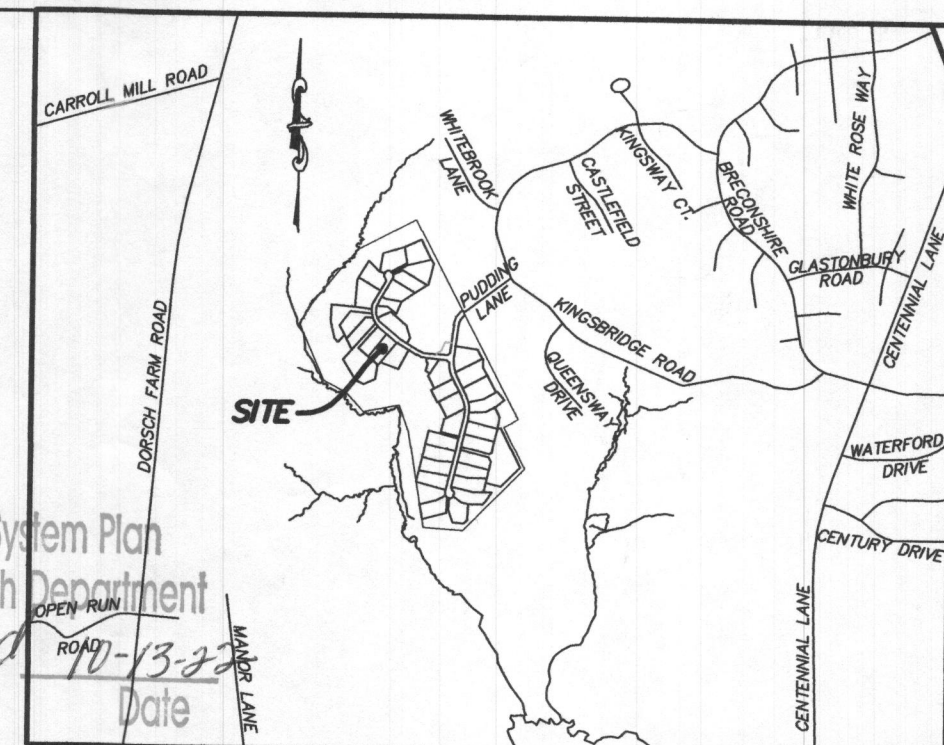 CARROLL MILL ROAD
WHITEBROOK
LANE
KINGSWAY CT.
CASTLEFIELD
STREET
BRECONSHIRE
ROAD
WHITE ROSE WAY
GLASTONBURY
ROAD
CENTENNIAL LANE
PUDDING
LANE
KINGSBRIDGE ROAD
QUEENSWAY
DRIVE
DORSCH FARM ROAD
SITE
WATERFORD
DRIVE
CENTURY DRIVE
System Plan
Department
OPEN RUN
ROAD
10-13-22
Date
MANOR LANE
CENTENNIAL LANE